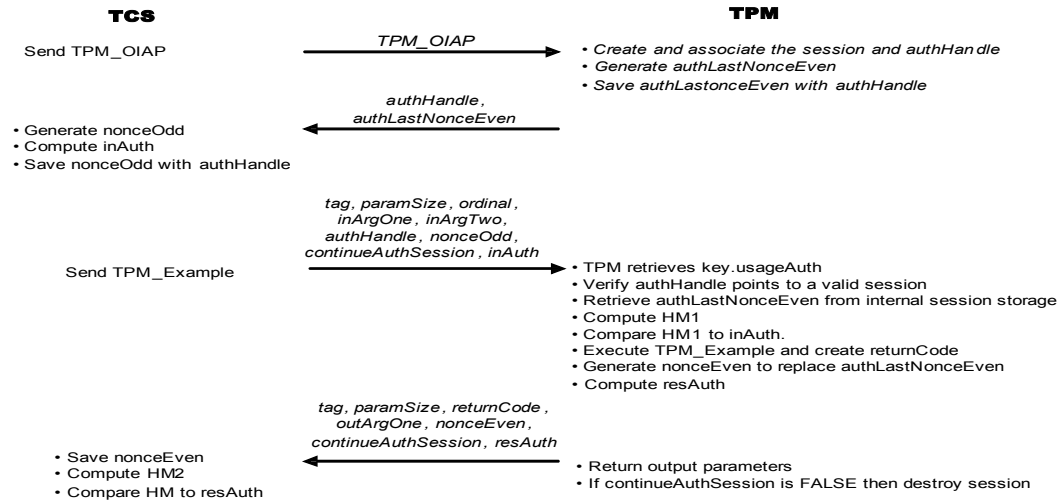 TCS
TPM
Send TPM_OIAP
TPM_OIAP
• Create and associate the session and authHandle
• Generate authLastNonceEven
• Save authLastonceEven with authHandle
authHandle,
authLastNonceEven
• Generate nonceOdd
• Compute inAuth
• Save nonceOdd with authHandle
tag, paramSize, ordinal,
inArgOne, inArgTwo,
authHandle, nonceOdd,
continueAuthSession, inAuth
Send TPM_Example
• TPM retrieves key.usageAuth
• Verify authHandle points to a valid session
• Retrieve authLastNonceEven from internal session storage
• Compute HM1
• Compare HM1 to inAuth.
• Execute TPM_Example and create returnCode
• Generate nonceEven to replace authLastNonceEven
• Compute resAuth
tag, paramSize, returnCode,
outArgOne, nonceEven,
continueAuthSession, resAuth
• Save nonceEven
• Compute HM2
• Compare HM to resAuth
• Return output parameters
• If continueAuthSession is FALSE then destroy session